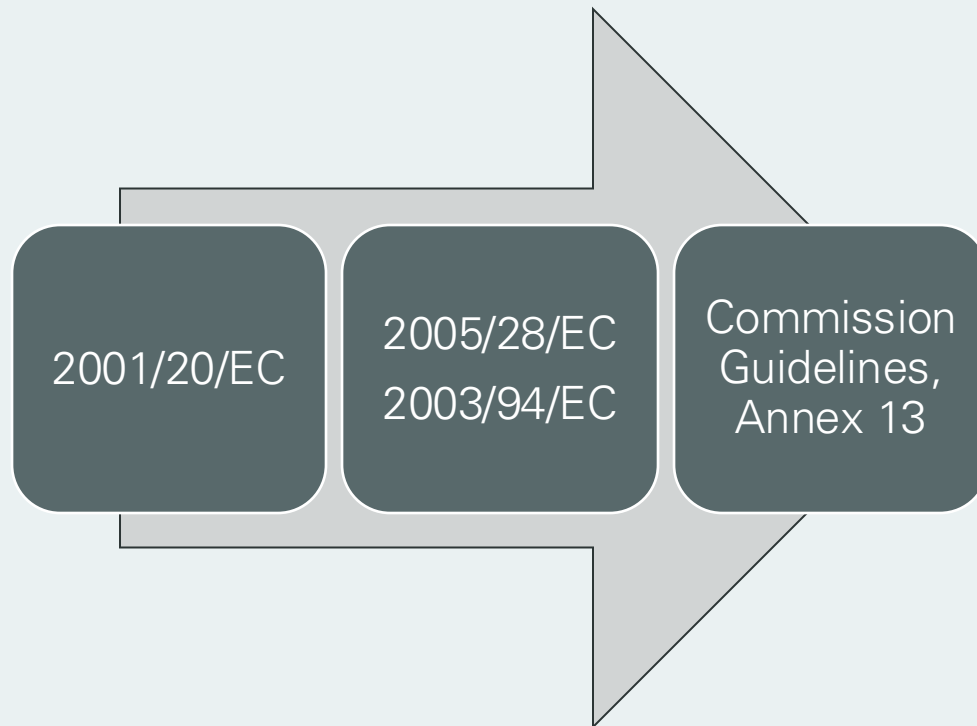 2001/20/EC
2005/28/EC
2003/94/EC
Commission
Guidelines,
Annex 13